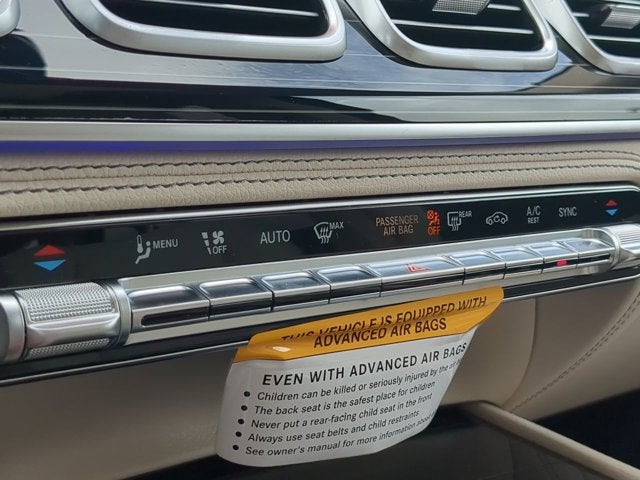 MENU
OFF
AUTO
MAX
PASSENGER
AIR BAG
OFF
REAR
A/C
REST
SYNC
THIS VEHICLE IS EQUIPPED WITH
ADVANCED AIR BAGS
EVEN WITH ADVANCED AIR BAGS
• Children can be killed or seriously injured by the air
• The back seat is the safest place for children
• Never put a rear-facing child seat in the front
• Always use seat belts and child restraints
• See owner's manual for more information about